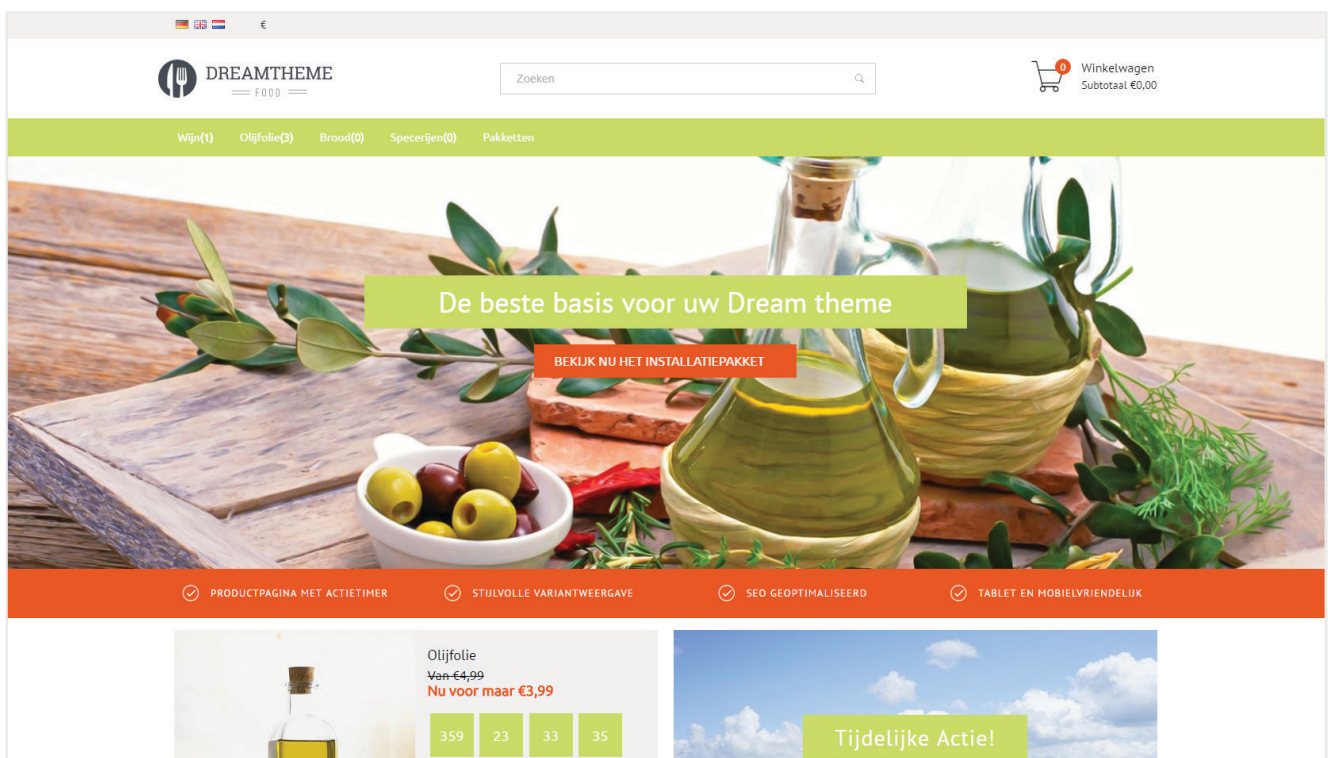 €
DREAMTHEME
FOOD
Zoeken
0
Winkelwagen
Subtotaal €0,00
Wijn(1) Olijfolie(3) Brood(0) Specerijen(0) Pakketten
De beste basis voor uw Dream theme
BEKIJK NU HET INSTALLATIEPAKKET
PRODUCTPAGINA MET ACTIETIMER STIJLVOLLE VARIANTWEERGAVE SEO GEOPTIMALISEERD TABLET EN MOBIELVRIENDELIJK
Olijfolie
Van €4,99
Nu voor maar €3,99
359 23 33 35
Tijdelijke Actie!